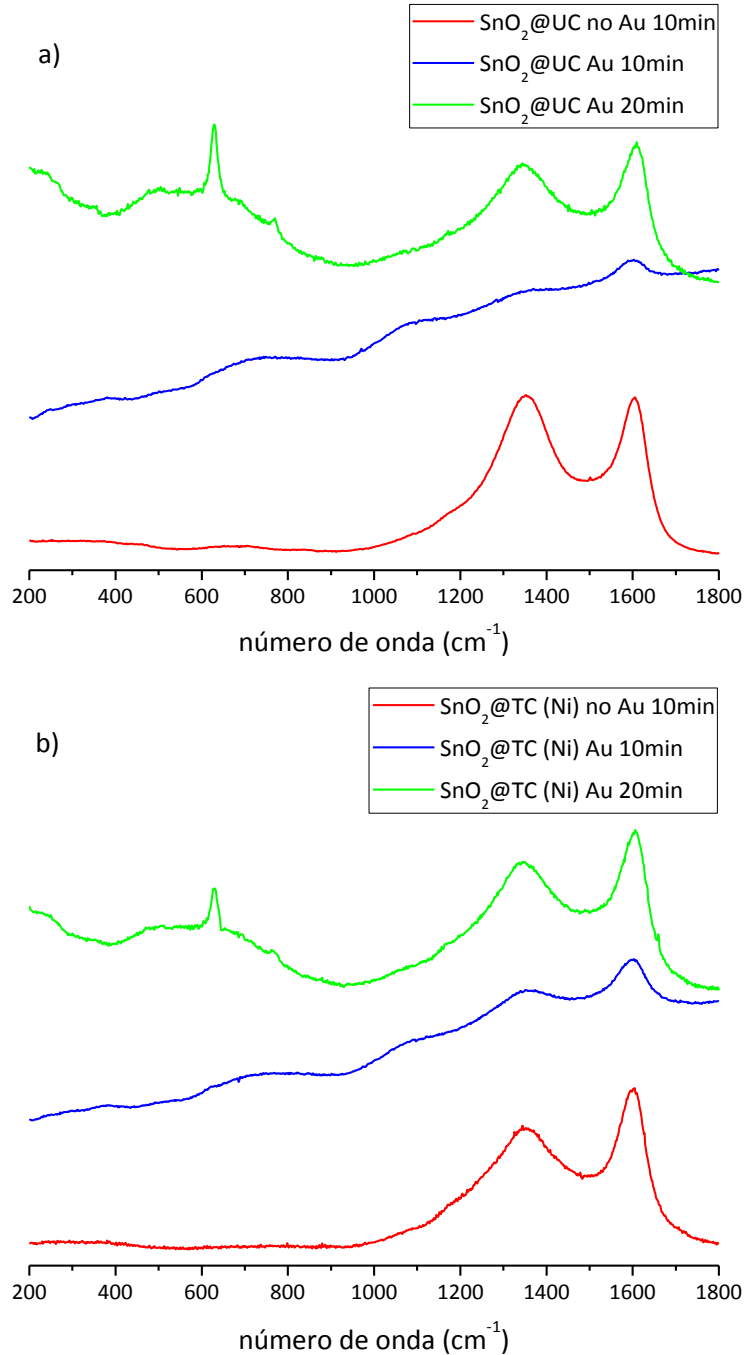 a)
SnO₂@UC no Au 10min
SnO₂@UC Au 10min
SnO₂@UC Au 20min
200 400 600 800 1000 1200 1400 1600 1800
número de onda (cm⁻¹)
b)
SnO₂@TC (Ni) no Au 10min
SnO₂@TC (Ni) Au 10min
SnO₂@TC (Ni) Au 20min
200 400 600 800 1000 1200 1400 1600 1800
número de onda (cm⁻¹)